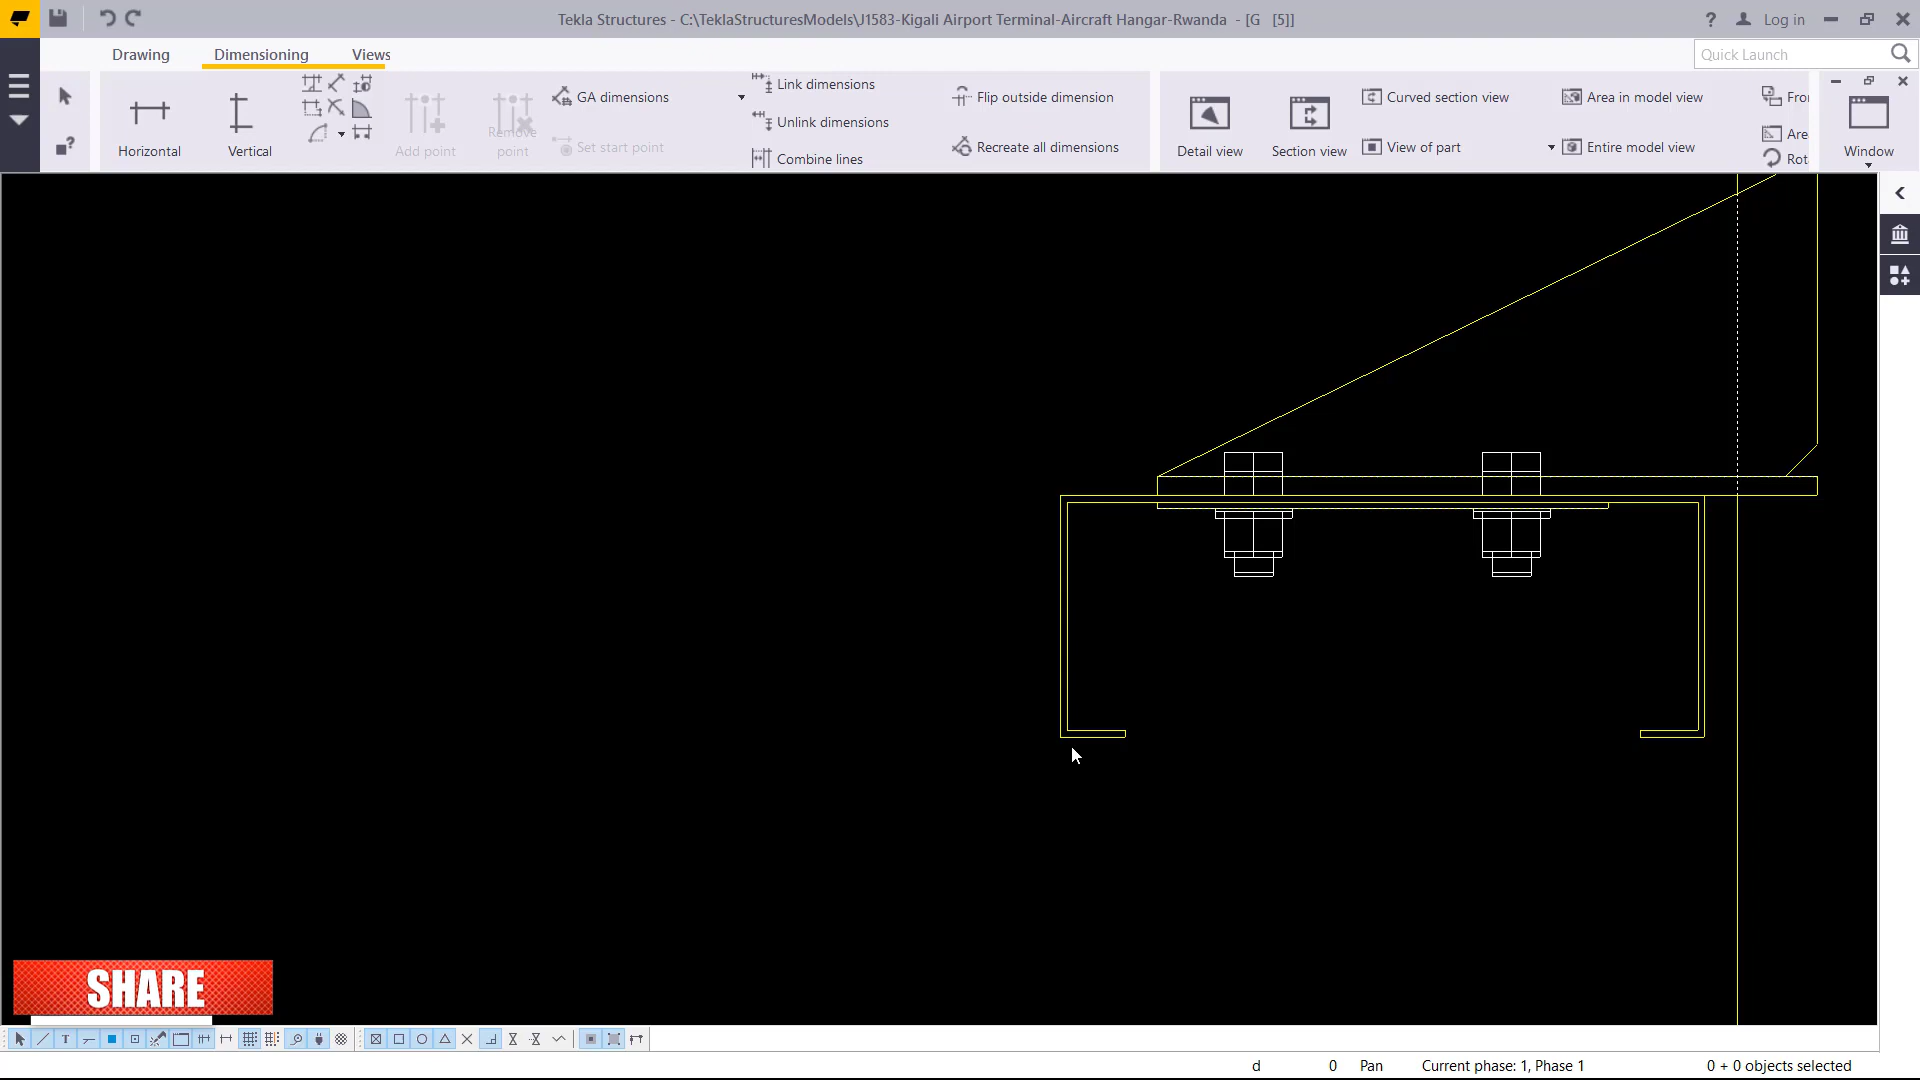 Tekla Structures - C:\TeklaStructuresModels\J1583-Kigali Airport Terminal-Aircraft Hangar-Rwanda - [G [5]]
? Log in
Drawing Dimensioning Views
Quick Launch
Horizontal
Vertical
Add point
Remove point
GA dimensions
Set start point
Link dimensions
Unlink dimensions
Combine lines
Flip outside dimension
Recreate all dimensions
Detail view
Section view
Curved section view
View of part
Area in model view
Entire model view
Fro
Are
Rot
Window
SHARE
d 0 Pan Current phase: 1, Phase 1 0 + 0 objects selected